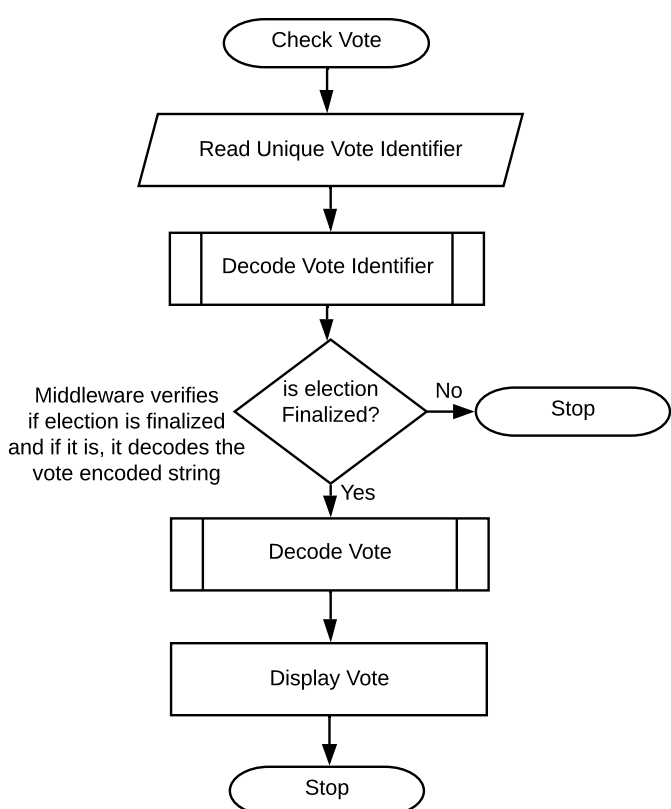 Check Vote
Read Unique Vote Identifier
Decode Vote Identifier
is election
Finalized?
No
Stop
Middleware verifies
if election is finalized
and if it is, it decodes the
vote encoded string
Yes
Decode Vote
Display Vote
Stop